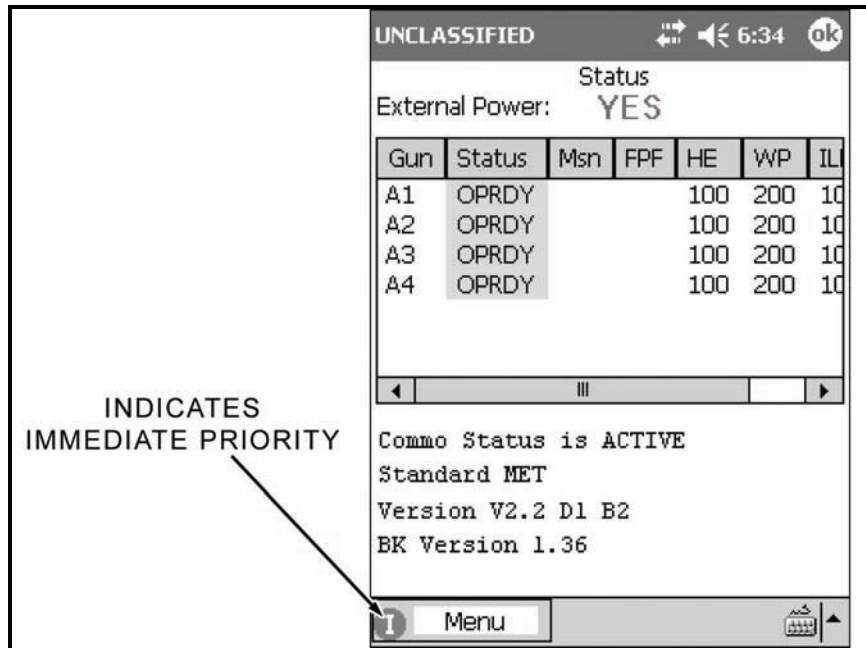 UNCLASSIFIED 6:34 ok
Status
External Power: YES
Gun Status Msn FPF HE WP
A1 OPRDY 100 200
A2 OPRDY 100 200
A3 OPRDY 100 200
A4 OPRDY 100 200
INDICATES
IMMEDIATE PRIORITY
Commo Status is ACTIVE
Standard MET
Version V2.2 D1 B2
BK Version 1.36
I Menu